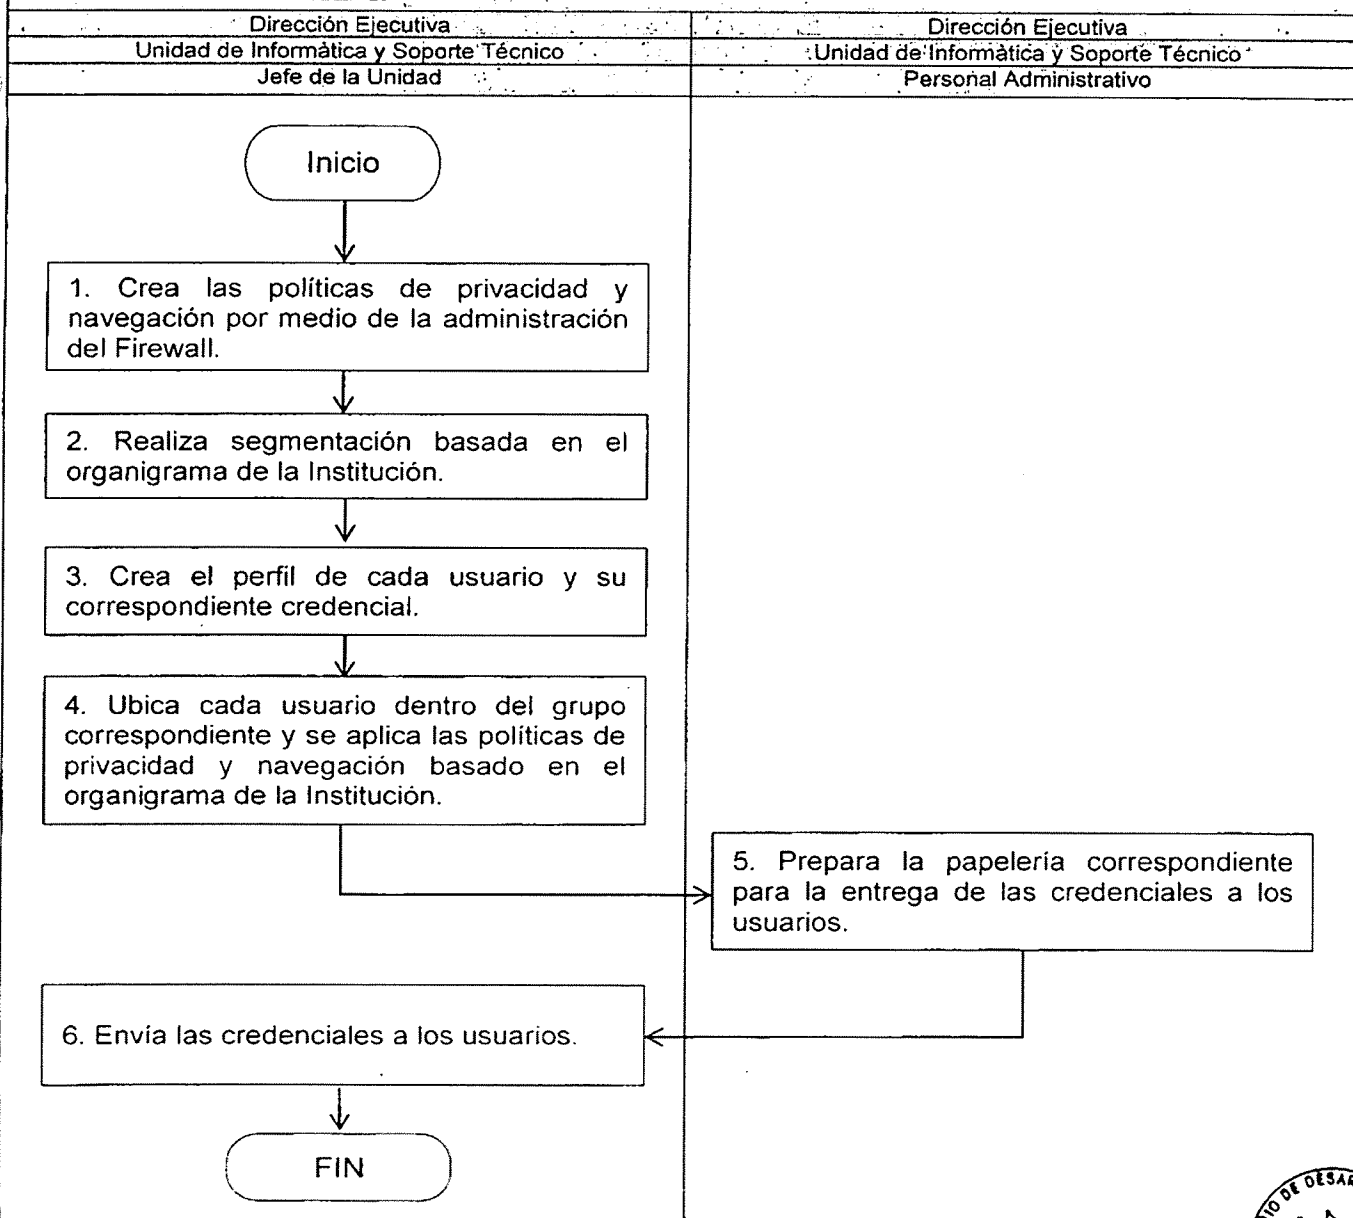 Dirección Ejecutiva
Unidad de Informàtica y Soporte Técnico
Jefe de la Unidad
Dirección Ejecutiva
Unidad de Informàtica y Soporte Técnico
Personal Administrativo
Inicio
1. Crea las políticas de privacidad y
navegación por medio de la administración
del Firewall.
2. Realiza segmentación basada en el
organigrama de la Institución.
3. Crea el perfil de cada usuario y su
correspondiente credencial.
4. Ubica cada usuario dentro del grupo
correspondiente y se aplica las políticas de
privacidad y navegación basado en el
organigrama de la Institución.
5. Prepara la papelería correspondiente
para la entrega de las credenciales a los
usuarios.
6. Envía las credenciales a los usuarios.
FIN
DE